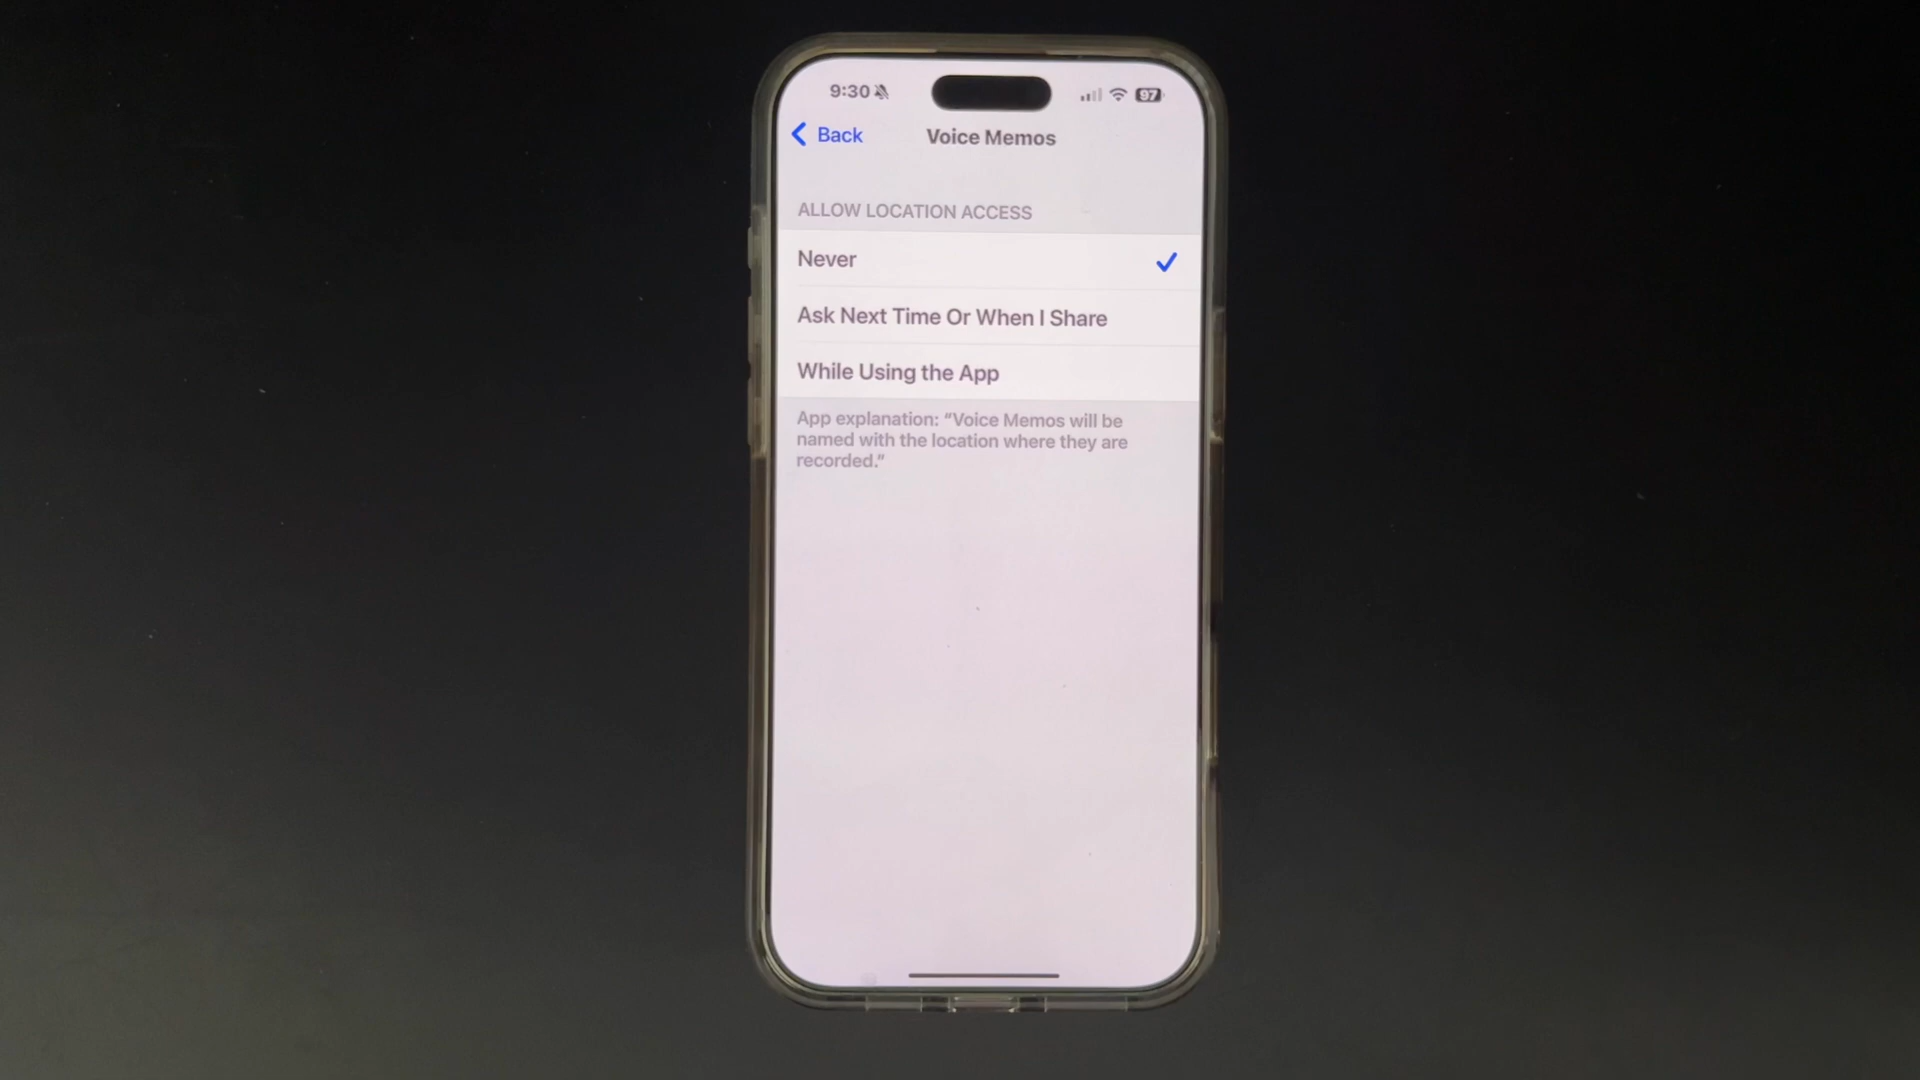 9:30
97
Back
Voice Memos
ALLOW LOCATION ACCESS
Never
Ask Next Time Or When I Share
While Using the App
App explanation: “Voice Memos will be
named with the location where they are
recorded.”